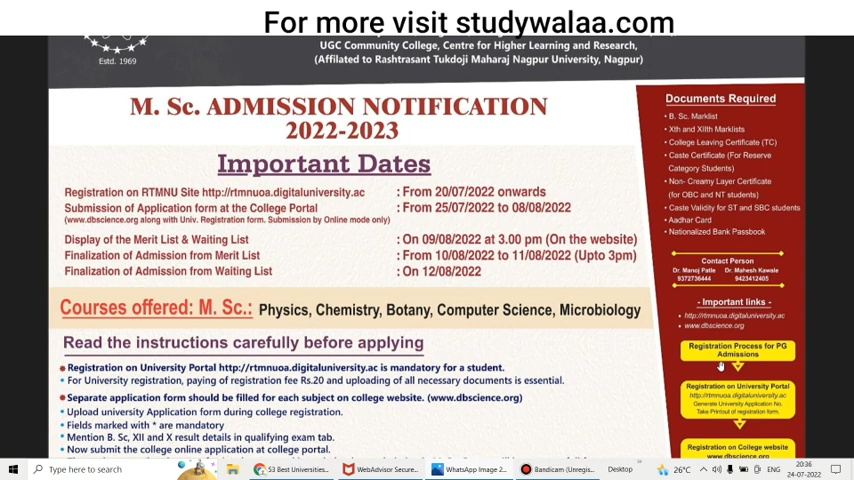 For more visit studywalaa.com
UGC Community College, Centre for Higher Learning and Research,
Estd. 1969
(Affilated to Rashtrasant Tukdoji Maharaj Nagpur University, Nagpur)
M. Sc. ADMISSION NOTIFICATION
2022-2023
Important Dates
Registration on RTMNU Site http://rtmnuoa.digitaluniversity.ac : From 20/07/2022 onwards
Submission of Application form at the College Portal : From 25/07/2022 to 08/08/2022
(www.dbscience.org along with Univ. Registration form. Submission by Online mode only)
Display of the Merit List & Waiting List : On 09/08/2022 at 3.00 pm (On the website)
Finalization of Admission from Merit List : From 10/08/2022 to 11/08/2022 (Upto 3pm)
Finalization of Admission from Waiting List : On 12/08/2022
Courses offered: M. Sc.: Physics, Chemistry, Botany, Computer Science, Microbiology
Read the instructions carefully before applying
Registration on University Portal http://rtmnuoa.digitaluniversity.ac is mandatory for a student.
• For University registration, paying of registration fee Rs.20 and uploading of all necessary documents is essential.
Separate application form should be filled for each subject on college website. (www.dbscience.org)
• Upload university Application form during college registration.
• Fields marked with * are mandatory
• Mention B. Sc, XII and X result details in qualifying exam tab.
• Now submit the college online application at college portal.
Documents Required
• B. Sc. Marklist
• Xth and XIIth Marklists
• College Leaving Certificate (TC)
• Caste Certificate (For Reserve
Category Students)
• Non- Creamy Layer Certificate
(for OBC and NT students)
• Caste Validity for ST and SBC students
• Aadhar Card
• Nationalized Bank Passbook
Contact Person
Dr. Manoj Patle Dr. Mahesh Kawale
9372736444 9423412405
- Important links -
• http://rtmnuoa.digitaluniversity.ac
• www.dbscience.org
Registration Process for PG
Admissions
Registration on University Portal
http://rtmnuoa.digitaluniversity.ac
Generate University Application No.
Take Printout of registration form.
Registration on College website
www.dbscience.org
Type here to search
53 Best Universities...
WebAdvisor Secure...
WhatsApp Image 2...
Bandicam (Unregis...
Desktop
26°C
ENG
20:36
24-07-2022